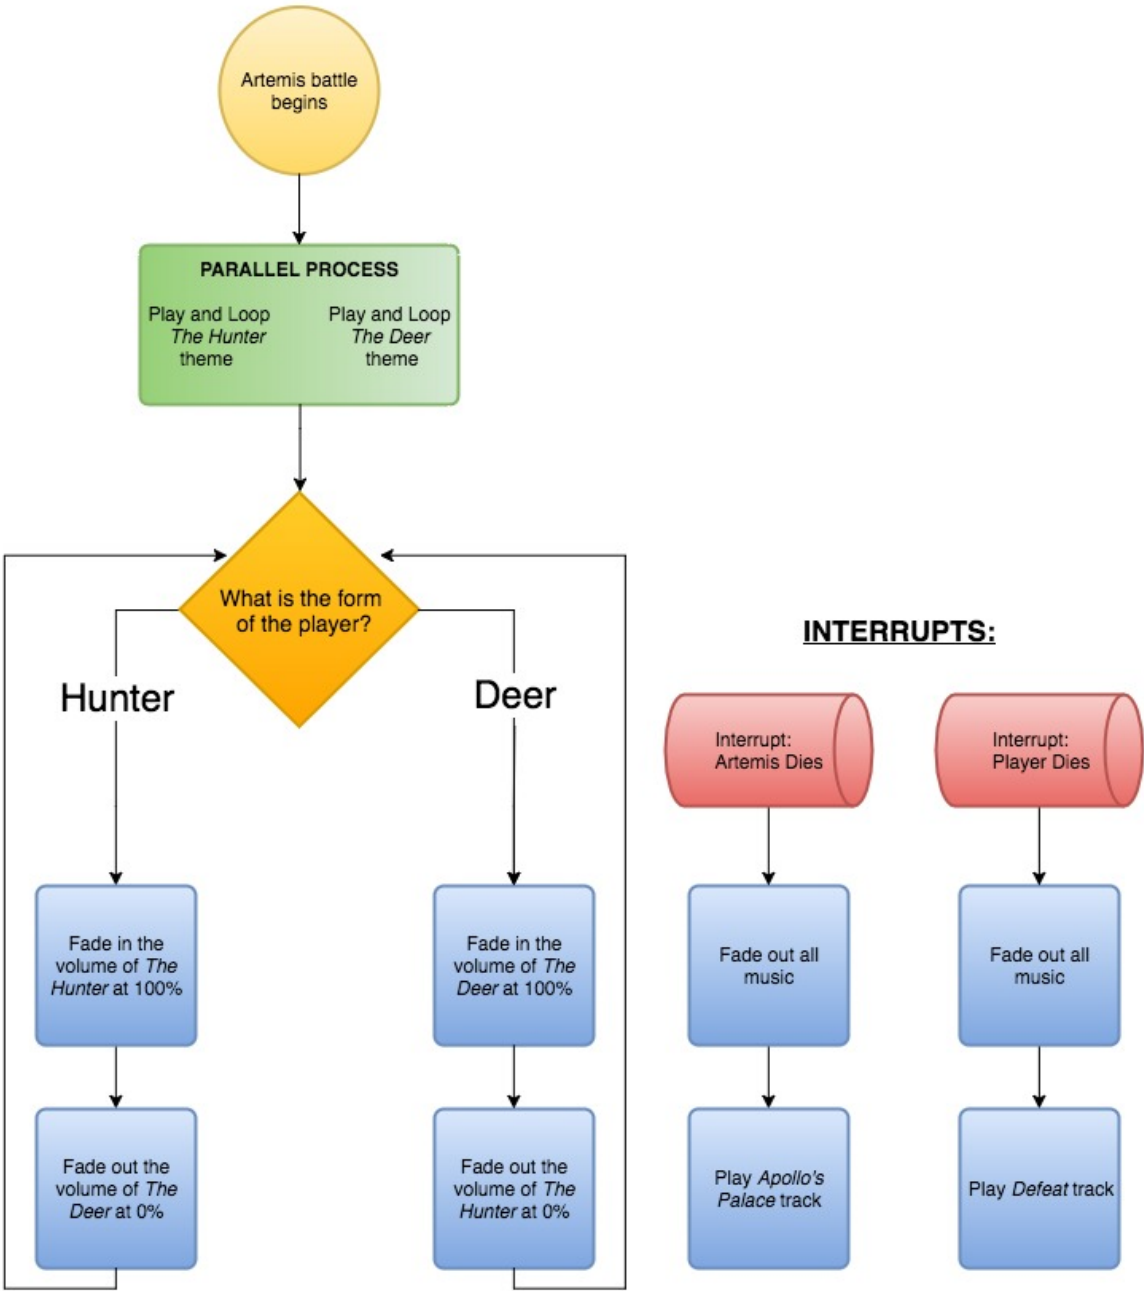 Artemis battle
begins
PARALLEL PROCESS
Play and Loop
The Hunter
theme
Play and Loop
The Deer
theme
What is the form
of the player?
Hunter
Deer
Fade in the
volume of The
Hunter at 100%
Fade out the
volume of The
Deer at 0%
Fade in the
volume of The
Deer at 100%
Fade out the
volume of The
Hunter at 0%
INTERRUPTS:
Interrupt:
Artemis Dies
Fade out all
music
Play Apollo's
Palace track
Interrupt:
Player Dies
Fade out all
music
Play Defeat track